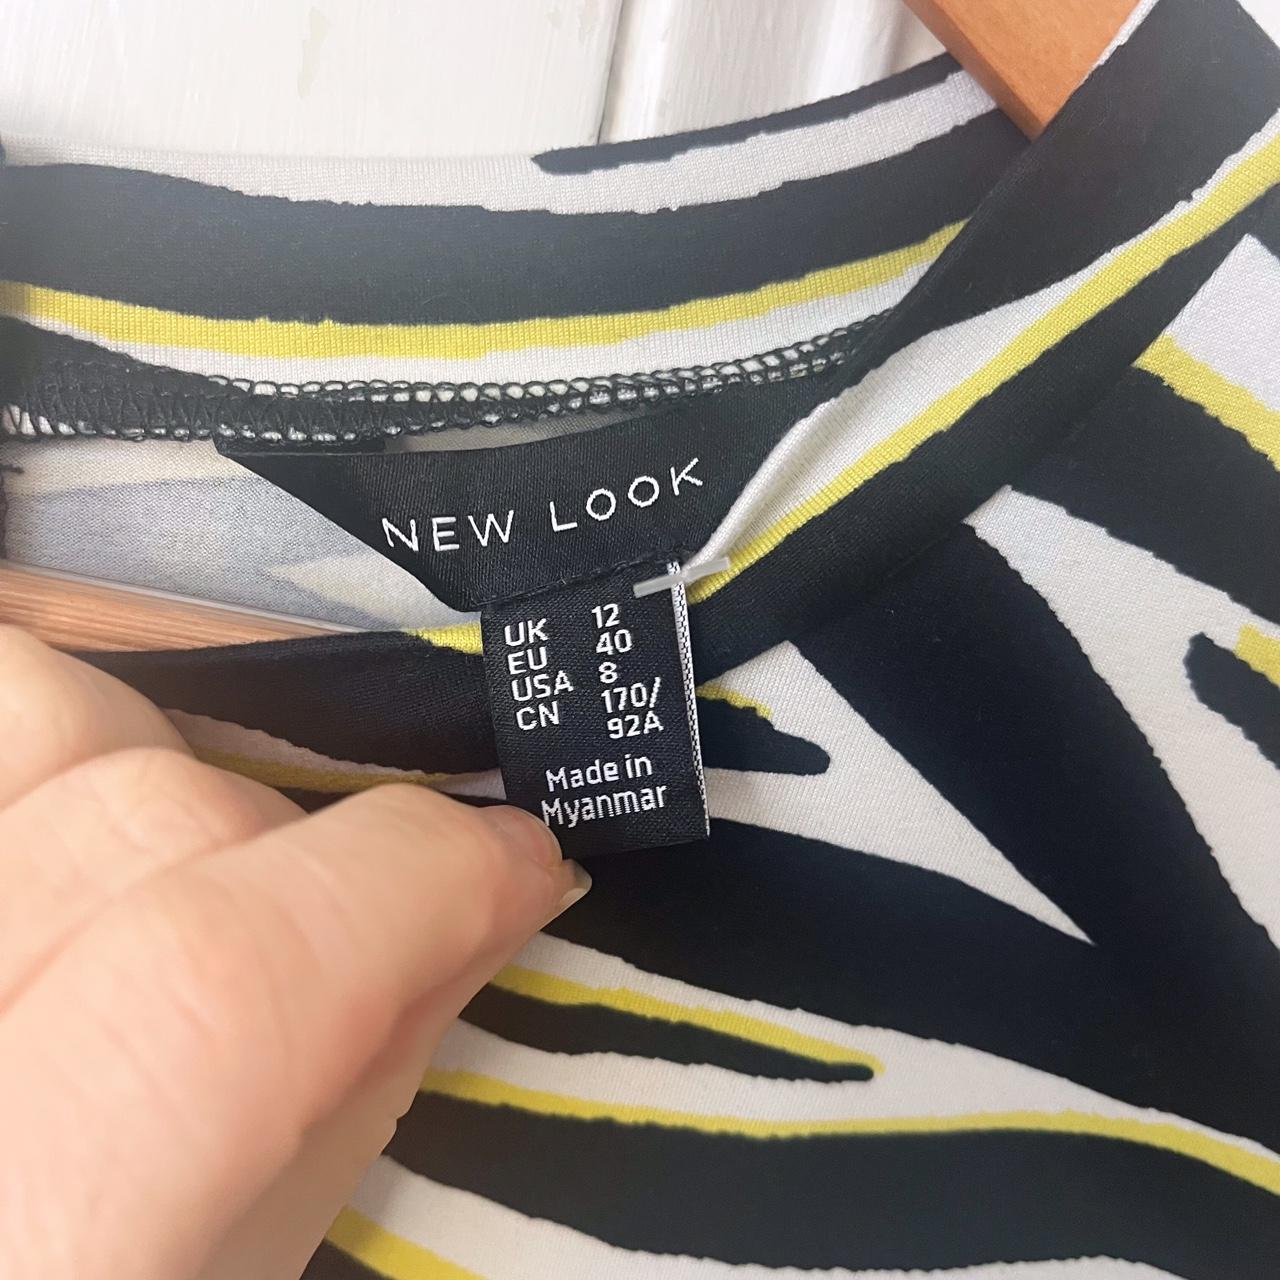 NEW LOOK
UK 12
EU 40
USA 8
CN 170/
92A
Made in
Myanmar